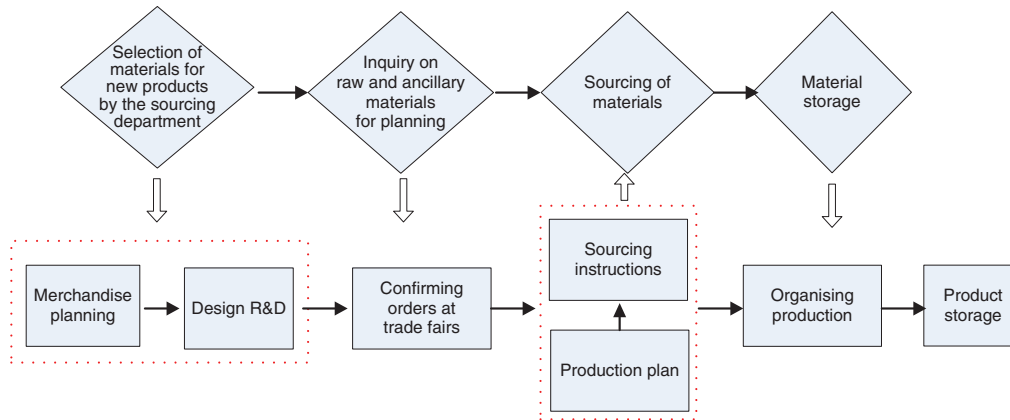 Selection of
materials for
new products
by the sourcing
department
Inquiry on
raw and ancillary
materials
for planning
Sourcing of
materials
Material
storage
Merchandise
planning
Design R&D
Confirming
orders at
trade fairs
Sourcing
instructions
Production plan
Organising
production
Product
storage